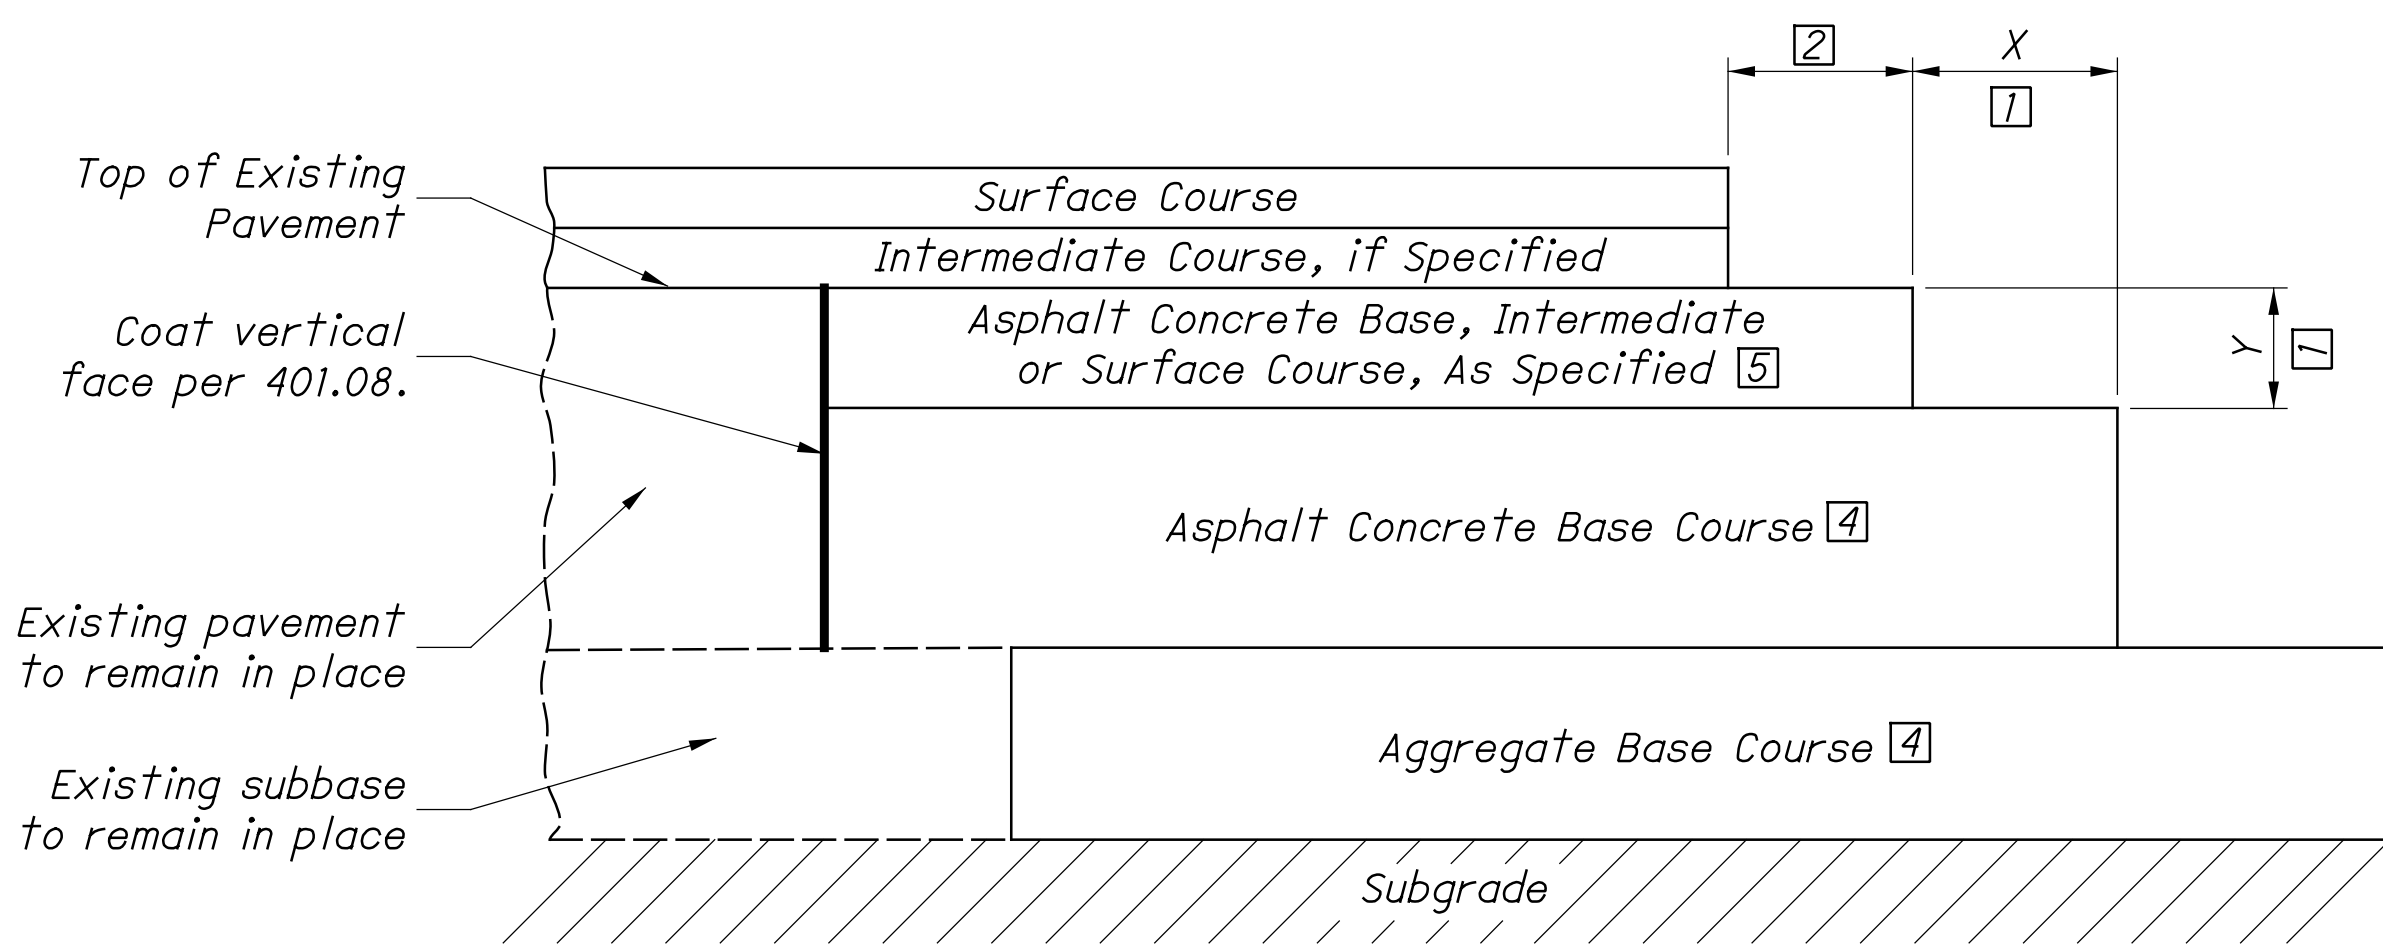 2
X
1
Top of Existing
Pavement
Surface Course
Intermediate Course, if Specified
Coat vertical
face per 401.08.
Asphalt Concrete Base, Intermediate
or Surface Course, As Specified 5
Y
1
Asphalt Concrete Base Course 4
Existing pavement
to remain in place
Aggregate Base Course 4
Existing subbase
to remain in place
Subgrade